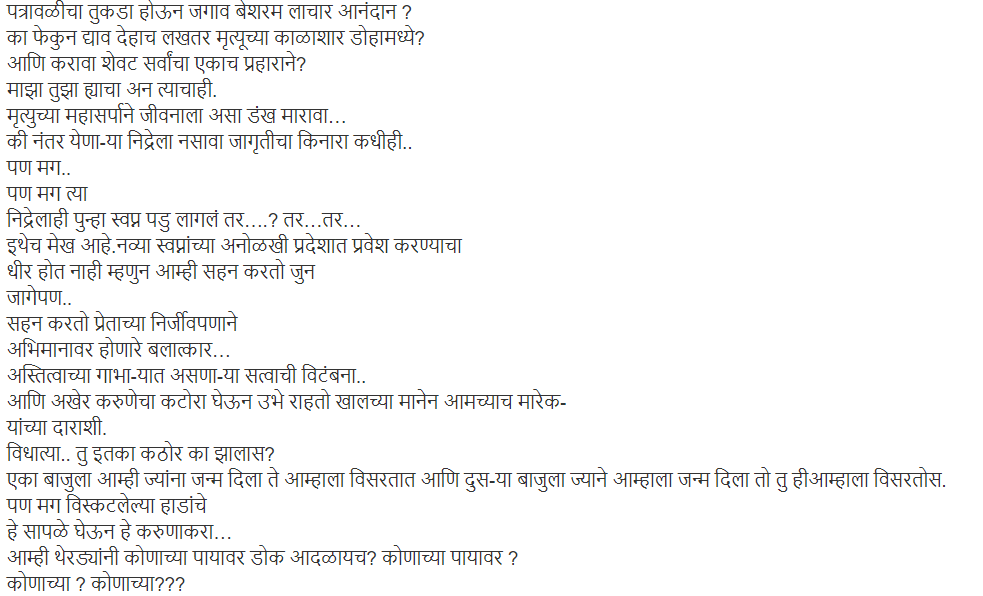 पत्रावळीचा तुकडा होऊन जगाव बेशरम लाचार आनंदान ?
का फेकुन द्याव देहाच लखतर मृत्यूच्या काळाशार डोहामध्ये?
आणि करावा शेवट सर्वांचा एकाच प्रहाराने?
माझा तुझा ह्याचा अन त्याचाही.
मृत्युच्या महासर्पाने जीवनाला असा डंख मारावा...
की नंतर येणा-या निद्रेला नसावा जागृतीचा किनारा कधीही..
पण मग..
पण मग त्या
निद्रेलाही पुन्हा स्वप्न पडु लागलं तर....? तर...तर...
इथेच मेख आहे.नव्या स्वप्नांच्या अनोळखी प्रदेशात प्रवेश करण्याचा
धीर होत नाही म्हणुन आम्ही सहन करतो जुन
जागेपण..
सहन करतो प्रेताच्या निर्जीवपणाने
अभिमानावर होणारे बलात्कार...
अस्तित्वाच्या गाभा-यात असणा-या सत्वाची विटंबना..
आणि अखेर करुणेचा कटोरा घेऊन उभे राहतो खालच्या मानेन आमच्याच मारेक-
यांच्या दाराशी.
विधात्या.. तु इतका कठोर का झालास?
एका बाजुला आम्ही ज्यांना जन्म दिला ते आम्हाला विसरतात आणि दुस-या बाजुला ज्याने आम्हाला जन्म दिला तो तु हीआम्हाला विसरतोस.
पण मग विस्कटलेल्या हाडांचे
हे सापळे घेऊन हे करुणाकरा...
आम्ही थेरड्यांनी कोणाच्या पायावर डोक आदळायच? कोणाच्या पायावर ?
कोणाच्या ? कोणाच्या???